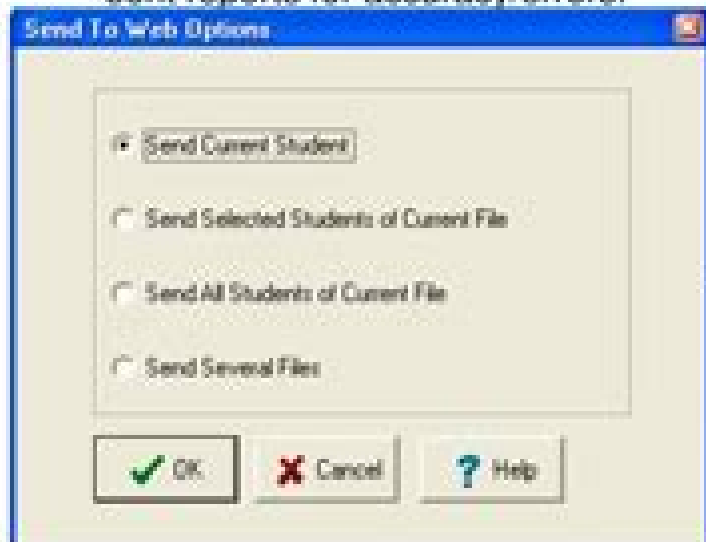 Send To Web Options
Send Current Student
Send Selected Students of Current File
Send All Students of Current File
Send Several Files
OK Cancel Help